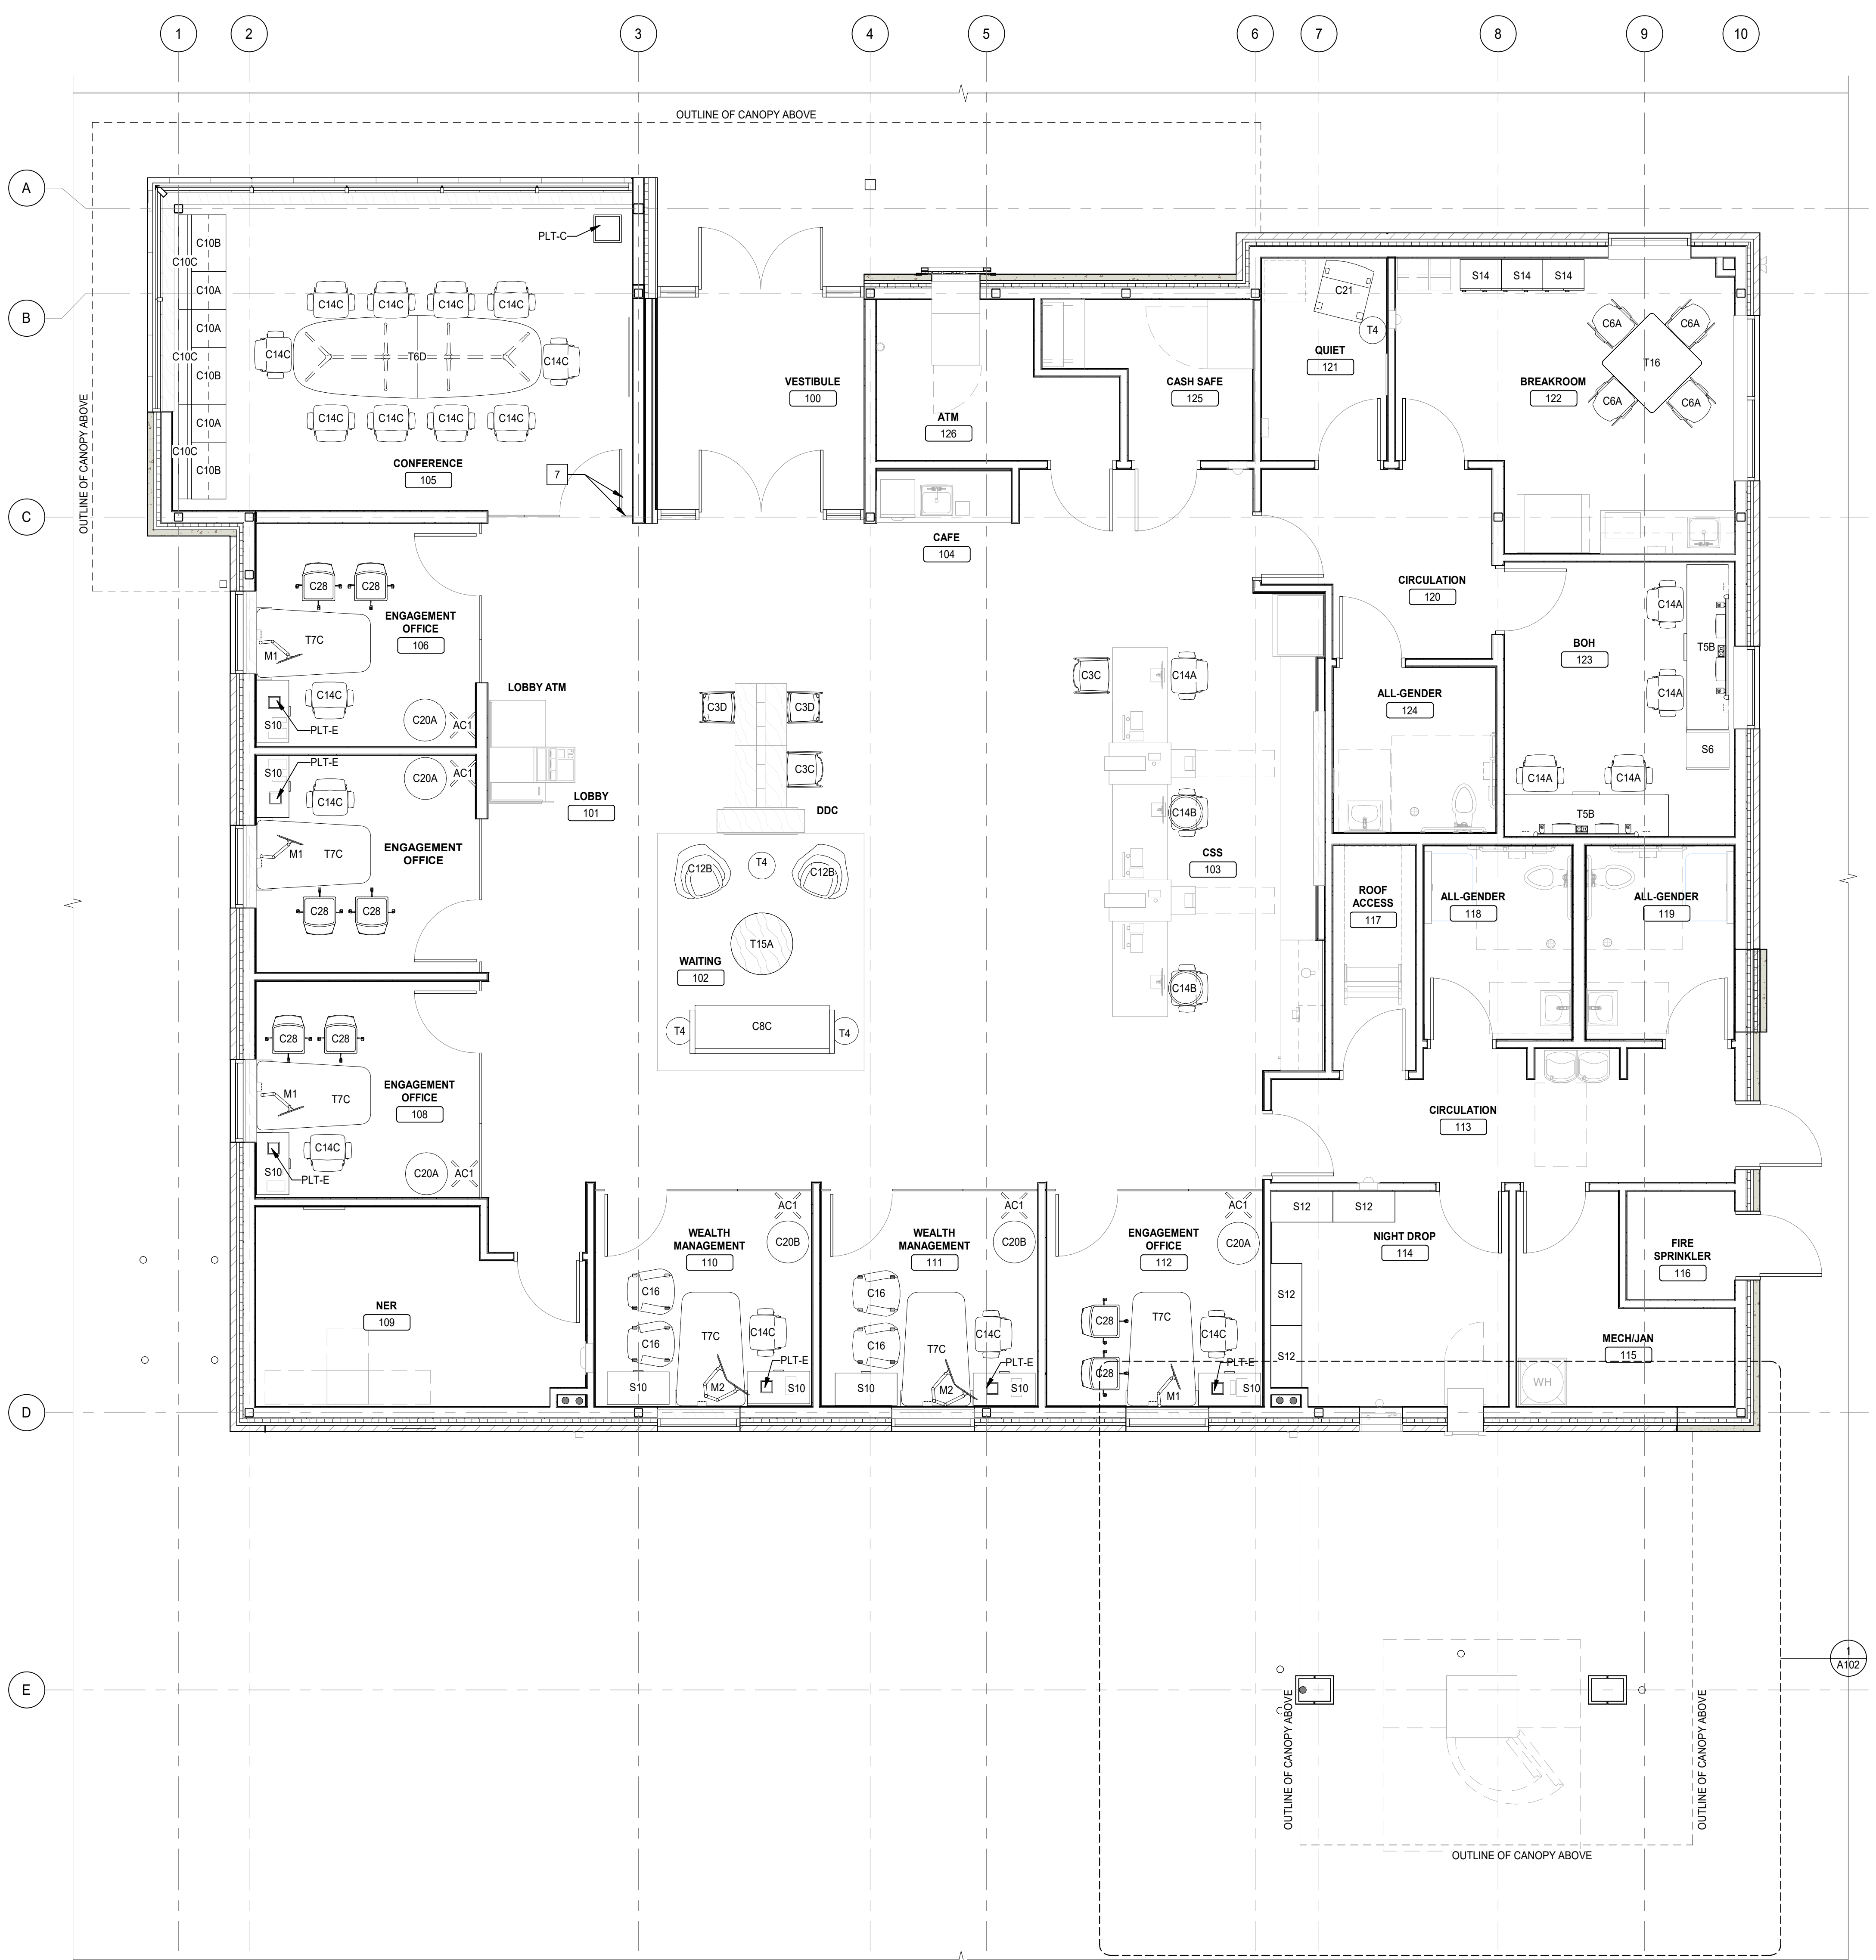 1 2 3 4 5 6 7 8 9 10
OUTLINE OF CANOPY ABOVE
A
B
C
D
E
OUTLINE OF CANOPY ABOVE
PLT-C
C10B
C10C
C10A
C10A
C10C
C10B
C10A
C10C
C10B
C14C C14C C14C C14C
C14C T6D C14C
C14C C14C C14C C14C
CONFERENCE
105
7
VESTIBULE
100
ATM
126
CASH SAFE
125
C21
T4
QUIET
121
S14 S14 S14
C6A C6A
T16
C6A C6A
BREAKROOM
122
CAFE
104
CIRCULATION
120
C28 C28
ENGAGEMENT
OFFICE
106
T7C
M1
C14C
S10
PLT-E
C20A
AC1
LOBBY ATM
S10
PLT-E
C14C
C20A
AC1
M1
T7C
ENGAGEMENT
OFFICE
C28 C28
LOBBY
101
C3D C3D
C3C
DDC
C12B T4 C12B
T15A
WAITING
102
T4 C8C T4
C3C C14A
C14B
CSS
103
C14B
ALL-GENDER
124
BOH
123
C14A
T5B
C14A
S6
C14A C14A
T5B
ROOF
ACCESS
117
ALL-GENDER
118
ALL-GENDER
119
C28 C28
M1
T7C
ENGAGEMENT
OFFICE
108
C14C
S10
PLT-E
C20A
AC1
CIRCULATION
113
NER
109
AC1
WEALTH
MANAGEMENT
110
C20B
C16
C16
T7C
C14C
PLT-E
S10
M2
S10
AC1
WEALTH
MANAGEMENT
111
C20B
C16
C16
T7C
C14C
PLT-E
S10
M2
S10
AC1
ENGAGEMENT
OFFICE
112
C20A
C28
C28
T7C
C14C
PLT-E
M1
S10
S12 S12
NIGHT DROP
114
S12
S12
FIRE
SPRINKLER
116
MECH/JAN
115
WH
1
A102
OUTLINE OF CANOPY ABOVE
OUTLINE OF CANOPY ABOVE
OUTLINE OF CANOPY ABOVE